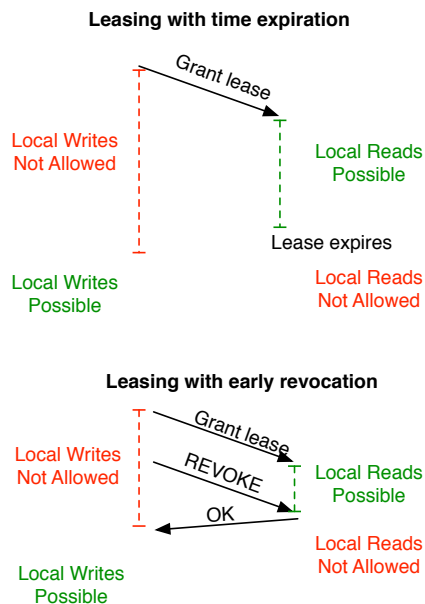 Leasing with time expiration
Grant lease
Local Writes
Not Allowed
Local Reads
Possible
Lease expires
Local Writes
Possible
Local Reads
Not Allowed
Leasing with early revocation
Grant lease
Local Writes
Not Allowed
REVOKE
Local Reads
Possible
OK
Local Reads
Not Allowed
Local Writes
Possible